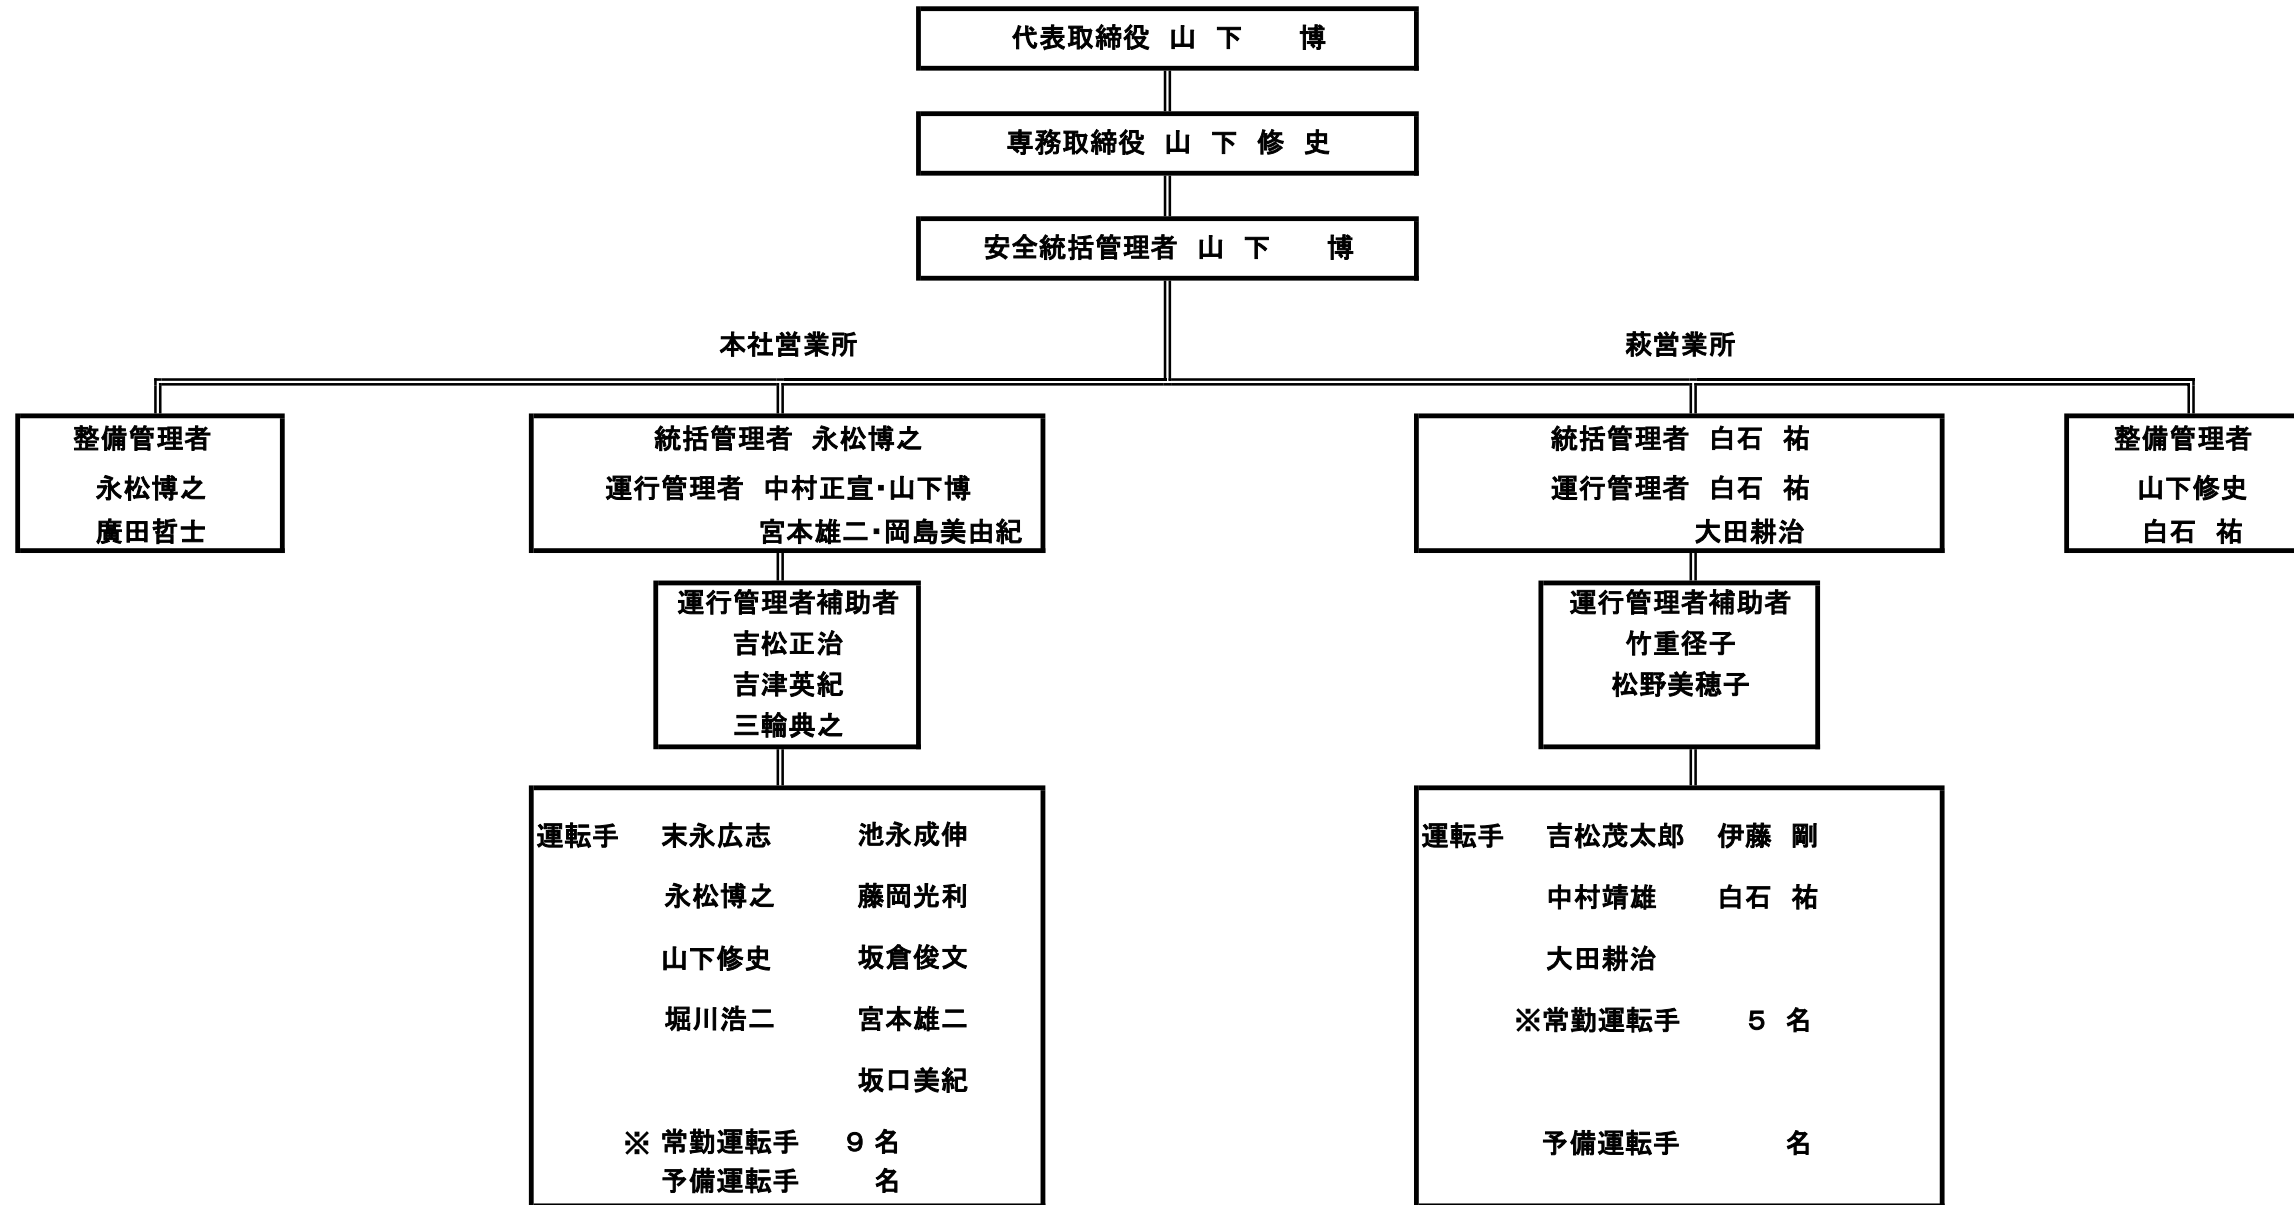 代表取締役 山 下 博
専務取締役 山 下 修 史
安全統括管理者 山 下 博
本社営業所
萩営業所
整備管理者
永松博之
廣田哲士
統括管理者 永松博之
運行管理者 中村正宣・山下博
宮本雄二・岡島美由紀
運行管理者補助者
吉松正治
吉津英紀
三輪典之
運転手 末永広志 池永成伸
永松博之 藤岡光利
山下修史 坂倉俊文
堀川浩二 宮本雄二
坂口美紀
※ 常勤運転手 9 名
予備運転手 名
統括管理者 白石 祐
運行管理者 白石 祐
大田耕治
運行管理者補助者
竹重径子
松野美穂子
運転手 吉松茂太郎 伊藤 剛
中村靖雄 白石 祐
大田耕治
※常勤運転手 5 名
予備運転手 名
整備管理者
山下修史
白石 祐